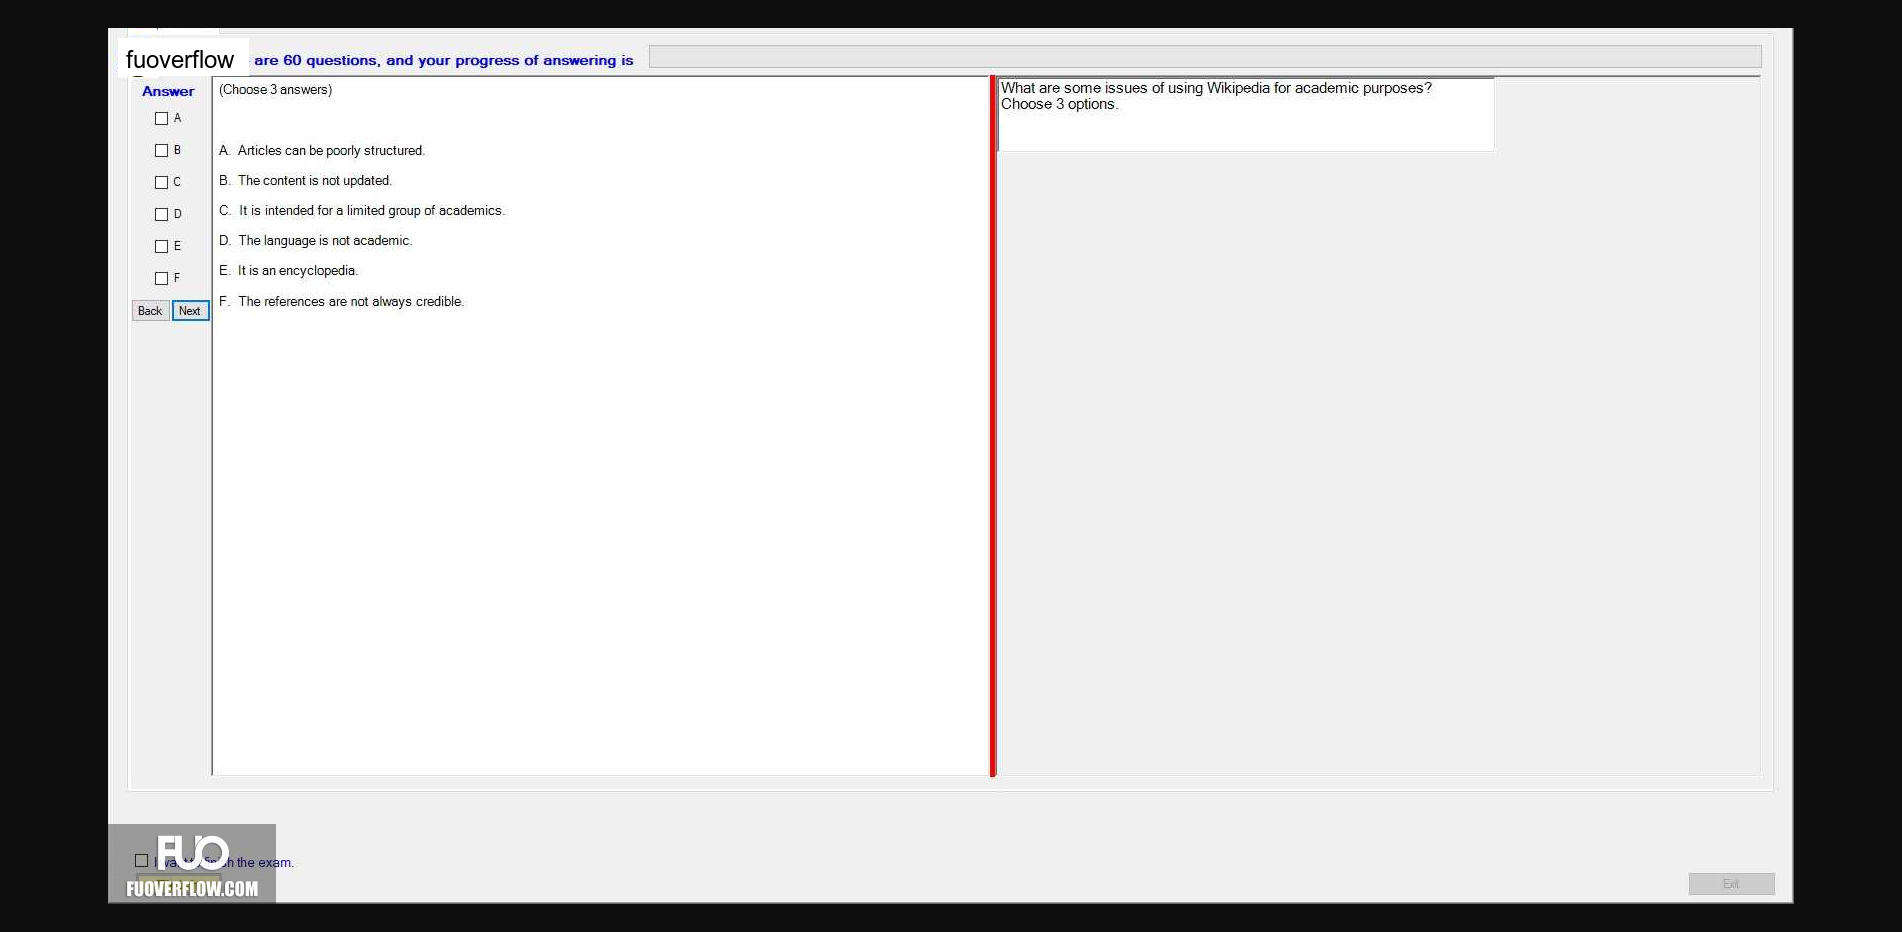 fuoverflow are 60 questions, and your progress of answering is
Answer
A
B
C
D
E
F
Back Next
(Choose 3 answers)
A. Articles can be poorly structured.
B. The content is not updated.
C. It is intended for a limited group of academics.
D. The language is not academic.
E. It is an encyclopedia.
F. The references are not always credible.
What are some issues of using Wikipedia for academic purposes?
Choose 3 options.
FUO
I want to finish the exam.
FUOVERFLOW.COM
Exit